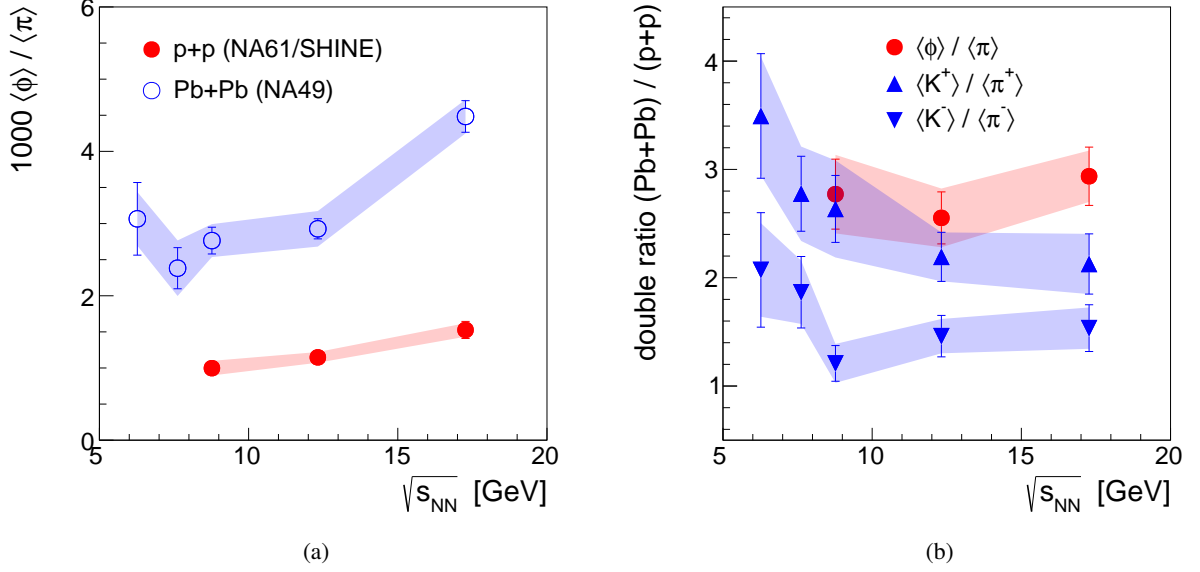 1000 ⟨ϕ⟩ / ⟨π⟩
6
4
2
0
p+p (NA61/SHINE)
Pb+Pb (NA49)
5 10 15 20
√s_NN [GeV]
(a)
double ratio (Pb+Pb) / (p+p)
4
3
2
1
⟨ϕ⟩ / ⟨π⟩
⟨K⁺⟩ / ⟨π⁺⟩
⟨K⁻⟩ / ⟨π⁻⟩
5 10 15 20
√s_NN [GeV]
(b)